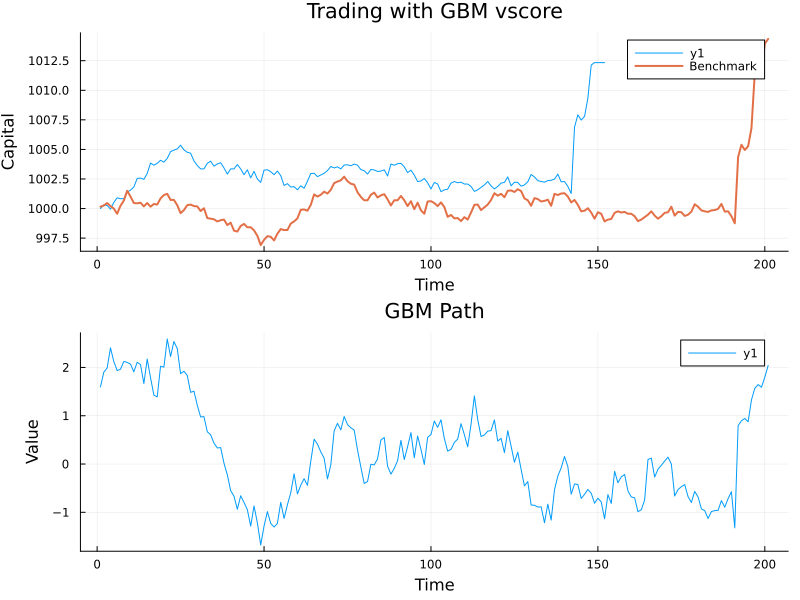 Trading with GBM vscore
Capital
1012.5
1010.0
1007.5
1005.0
1002.5
1000.0
997.5
y1
Benchmark
0 50 100 150 200
Time
GBM Path
Value
2
1
0
−1
y1
0 50 100 150 200
Time